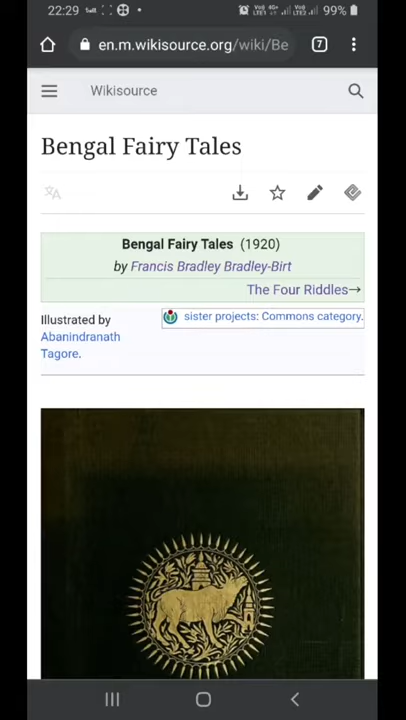 22:29 99%
en.m.wikisource.org/wiki/Be 7
Wikisource
Bengal Fairy Tales
Bengal Fairy Tales (1920)
by Francis Bradley Bradley-Birt
The Four Riddles→
sister projects: Commons category.
Illustrated by
Abanindranath
Tagore.